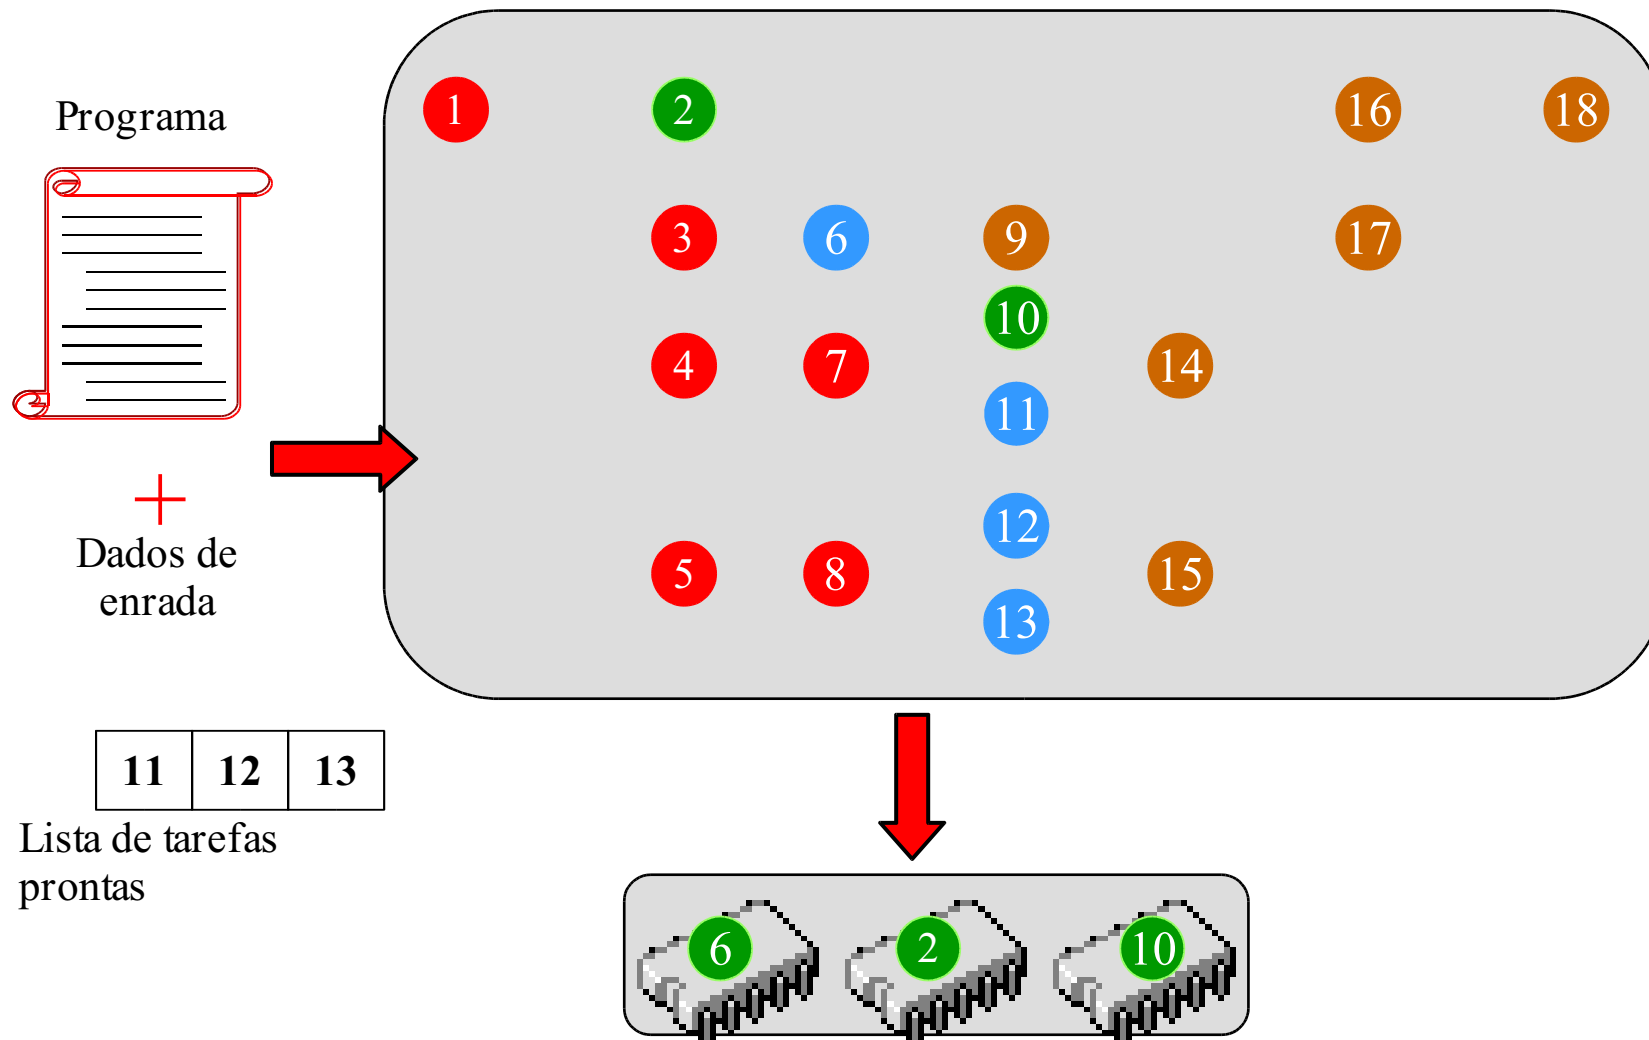 Programa
1 2 16 18
3 6 9 17
10
4 7 14
11
12
Dados de
enrada
5 8 15
13
11 12 13
Lista de tarefas
prontas
6 2 10